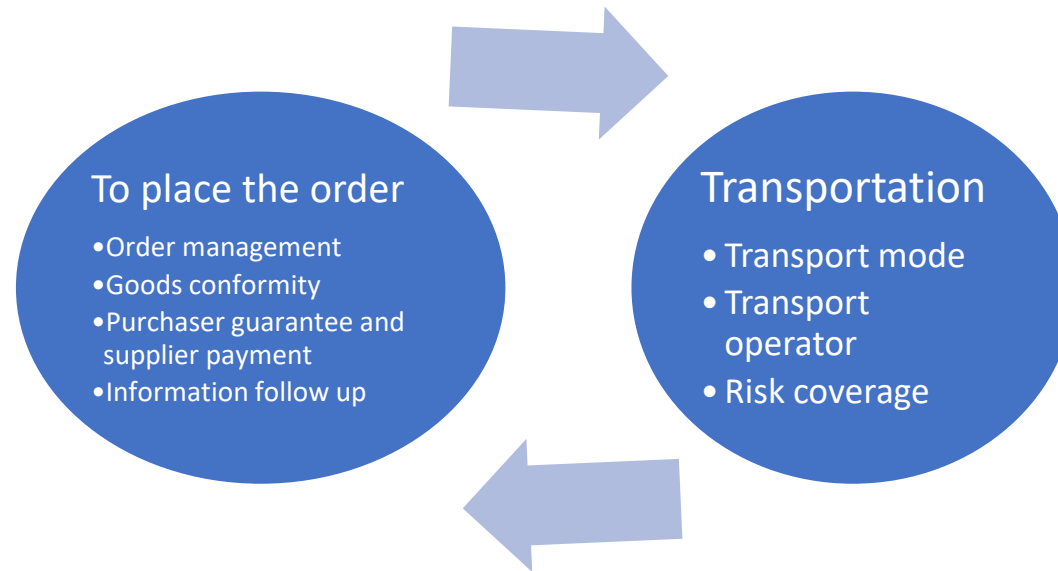 To place the order
•Order management
•Goods conformity
•Purchaser guarantee and
supplier payment
•Information follow up
Transportation
• Transport mode
• Transport
operator
• Risk coverage